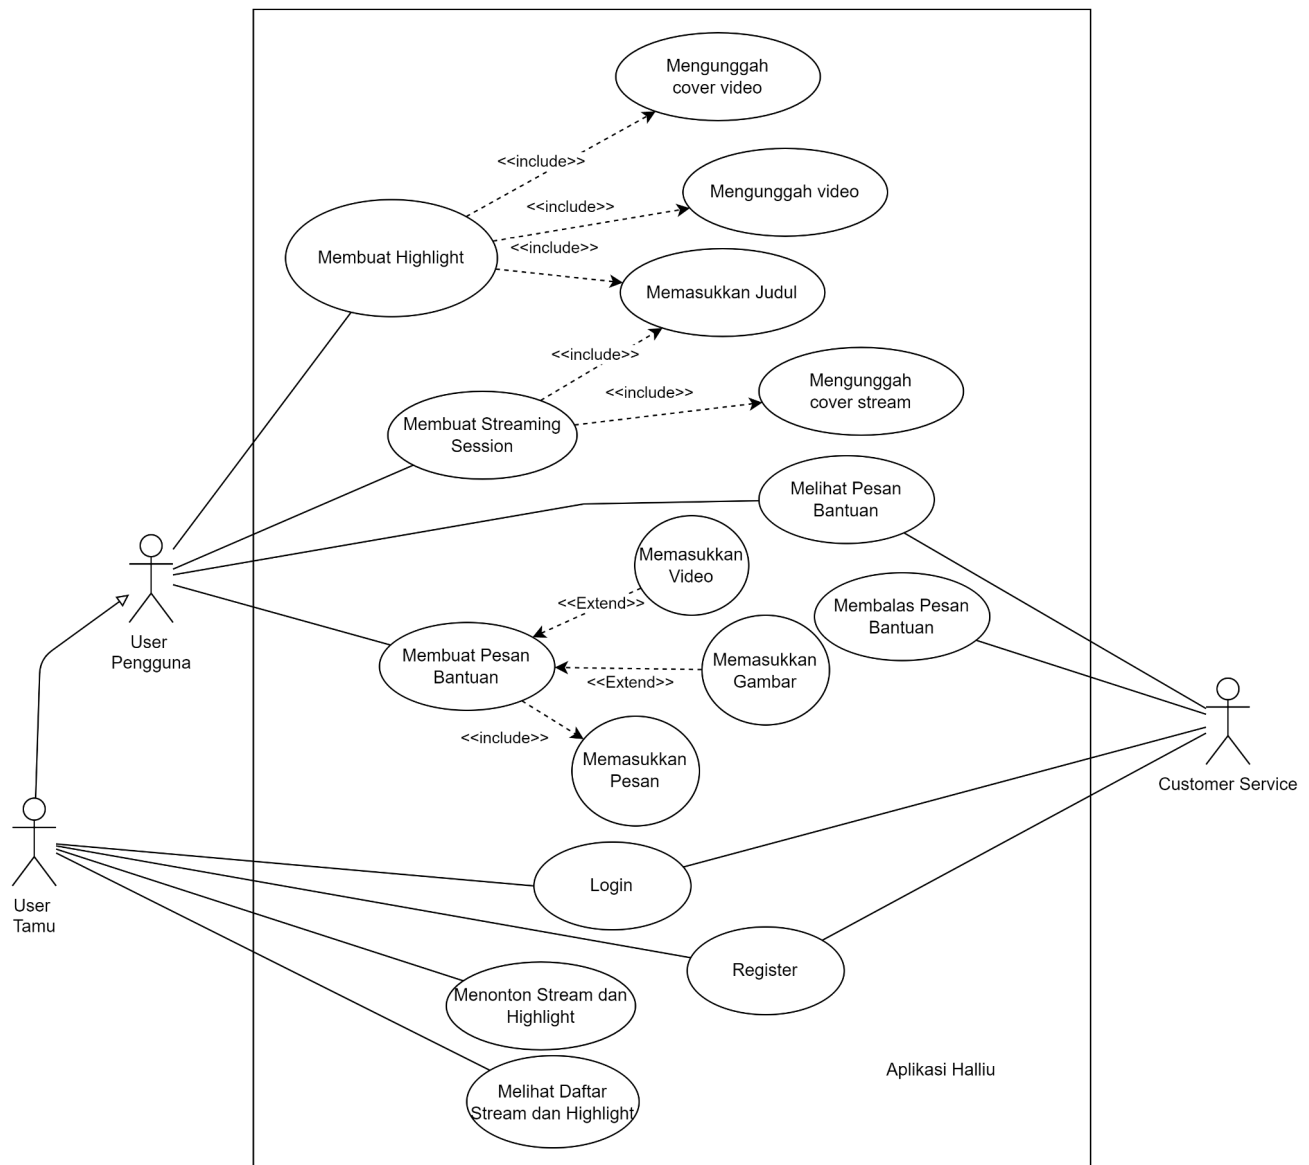 Mengunggah
cover video
<<include>>
Mengunggah video
<<include>>
<<include>>
Membuat Highlight
Memasukkan Judul
<<include>>
Mengunggah
cover stream
<<include>>
Membuat Streaming
Session
Melihat Pesan
Bantuan
Memasukkan
Video
<<Extend>>
Membalas Pesan
Bantuan
User
Pengguna
Membuat Pesan
Bantuan
Memasukkan
Gambar
<<Extend>>
<<include>>
Memasukkan
Pesan
Customer Service
Login
User
Tamu
Register
Menonton Stream dan
Highlight
Aplikasi Halliu
Melihat Daftar
Stream dan Highlight